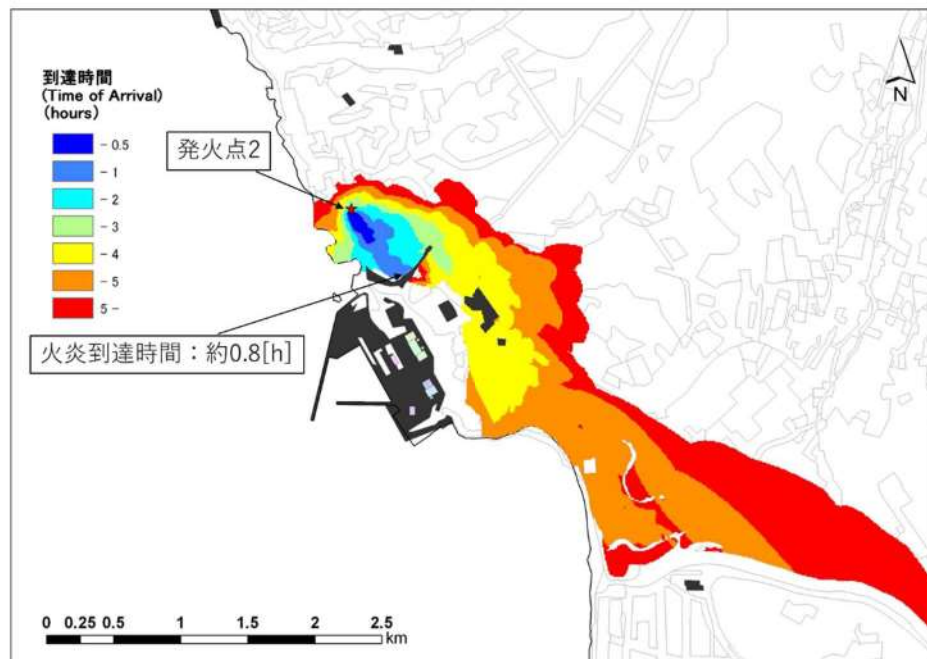 到達時間
(Time of Arrival)
(hours)
- 0.5
- 1
- 2
- 3
- 4
- 5
5 -
発火点2
N
火炎到達時間：約0.8[h]
0 0.25 0.5 1 1.5 2 2.5
km